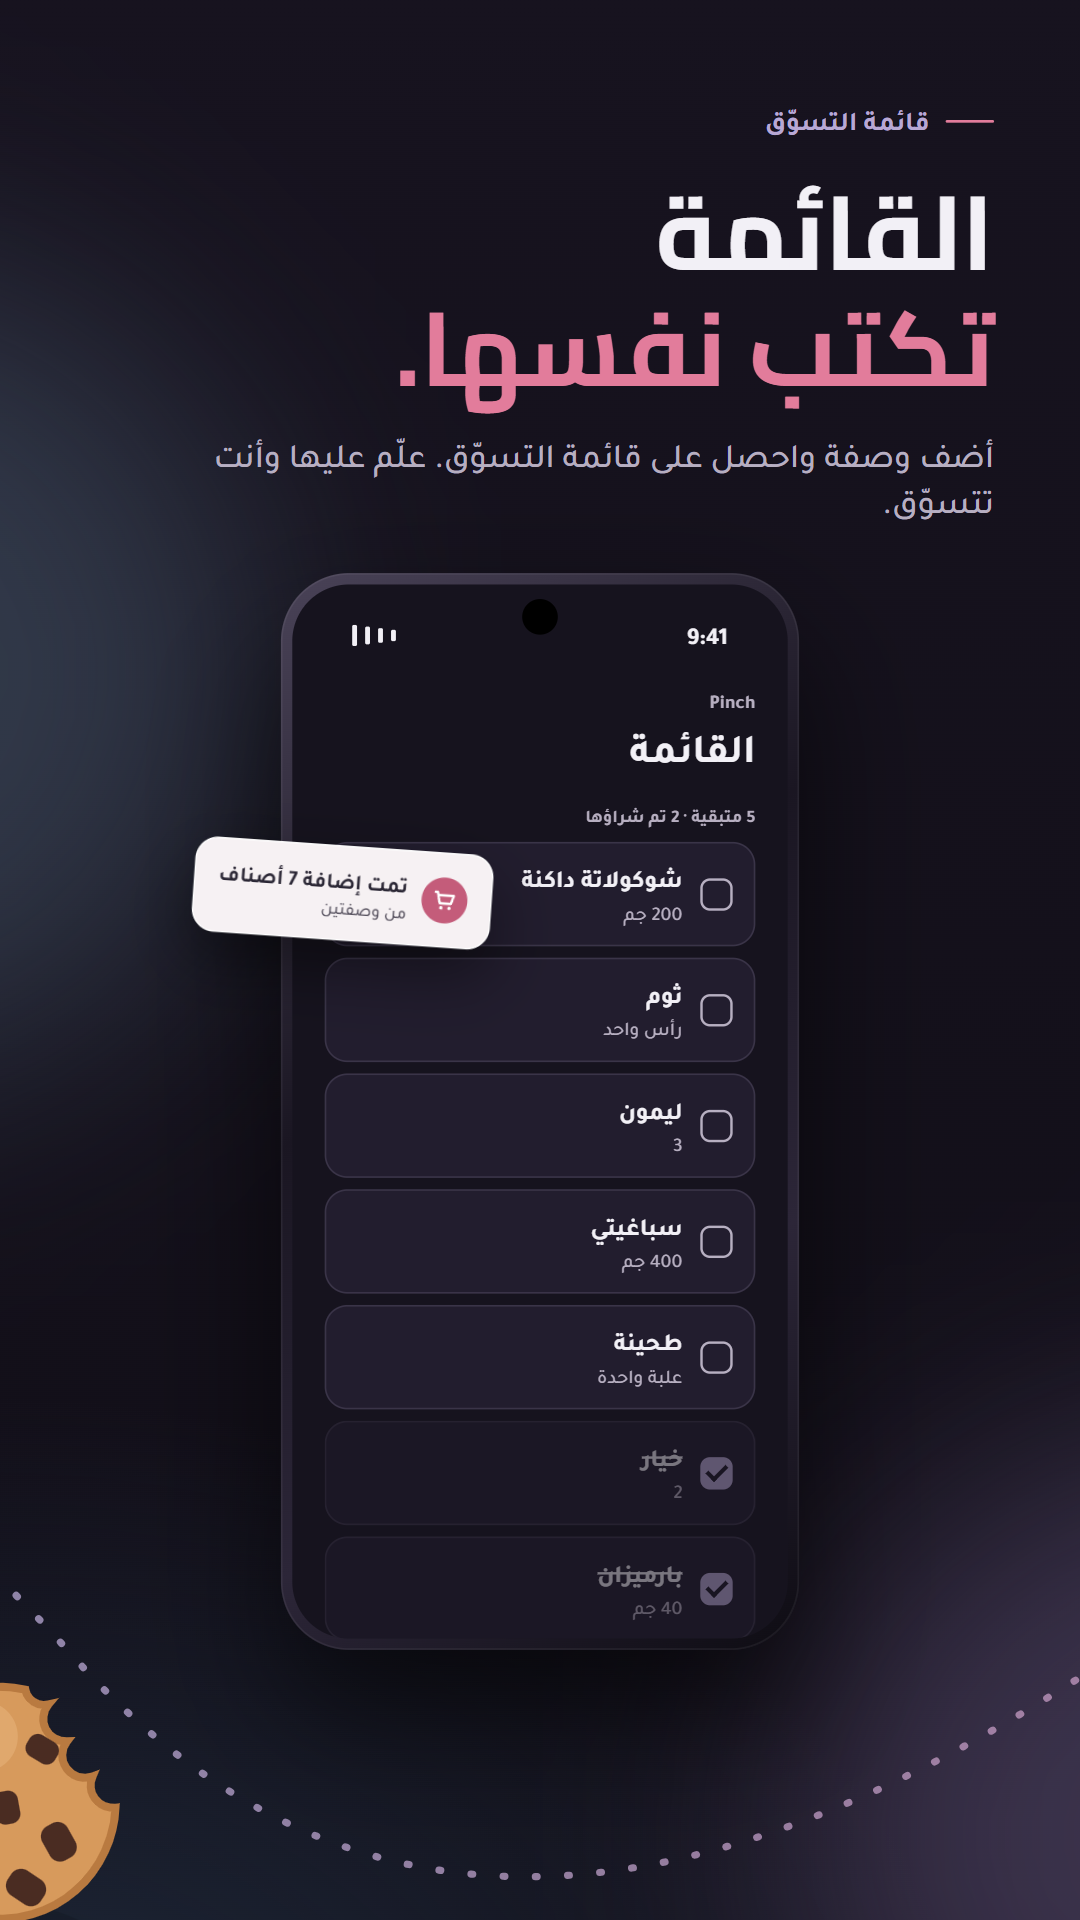 قائمة التسوّق
القائمة
تكتب نفسها.
أضف وصفة واحصل على قائمة التسوّق. علّم عليها وأنت
تتسوّق.
9:41
Pinch
القائمة
5 متبقية · 2 تم شراؤها
شوكولاتة داكنة
200 جم
تمت إضافة 7 أصناف
من وصفتين
ثوم
رأس واحد
ليمون
3
سباغيتي
400 جم
طحينة
علبة واحدة
خيار
2
بارميزان
40 جم